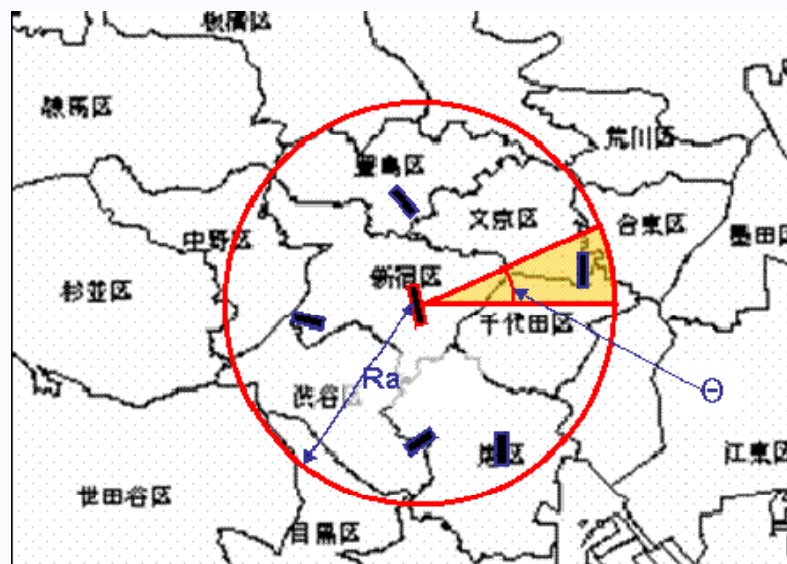 板橋区
練馬区
荒川区
豊島区
文京区
台東区
中野区
墨田区
新宿区
杉並区
千代田区
Ra
Θ
渋谷区
港区
江東区
世田谷区
目黒区